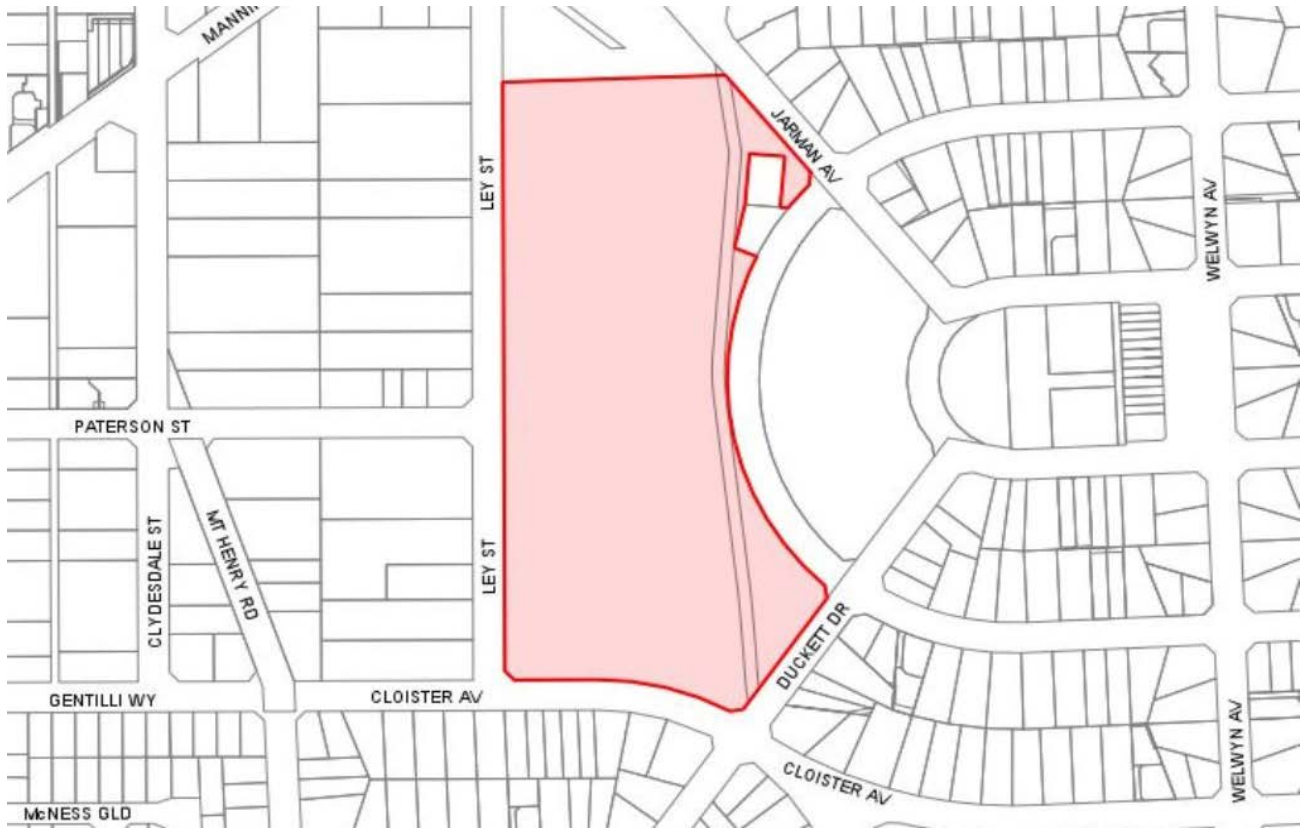 MANNI
JARMAN AV
LEY ST
WELWYN AV
PATERSON ST
CLYDESDALE ST
MT HENRY RD
LEY ST
DUCKETT DR
GENTILLI WY
CLOISTER AV
WELWYN AV
CLOISTER AV
McNESS GLD